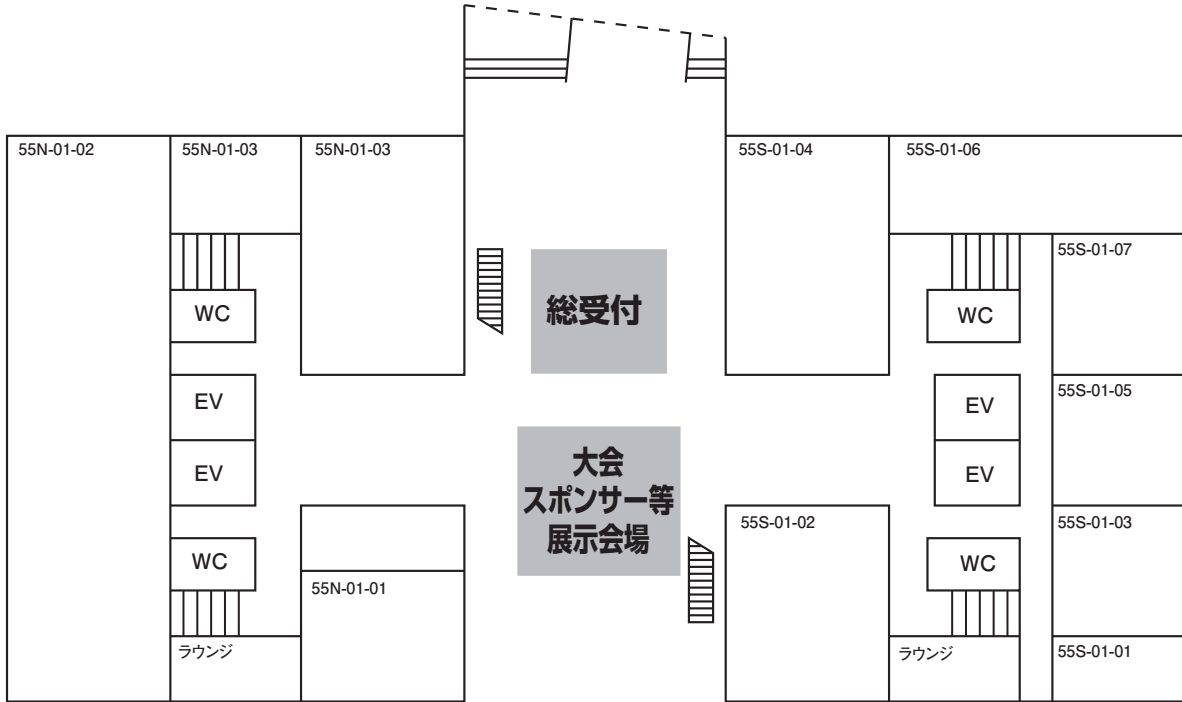 55N-01-02
55N-01-03
55N-01-03
55S-01-04
55S-01-06
55S-01-07
総受付
WC
WC
EV
EV
55S-01-05
EV
EV
大会
スポンサー等
展示会場
55S-01-02
55S-01-03
WC
WC
55N-01-01
ラウンジ
ラウンジ
55S-01-01